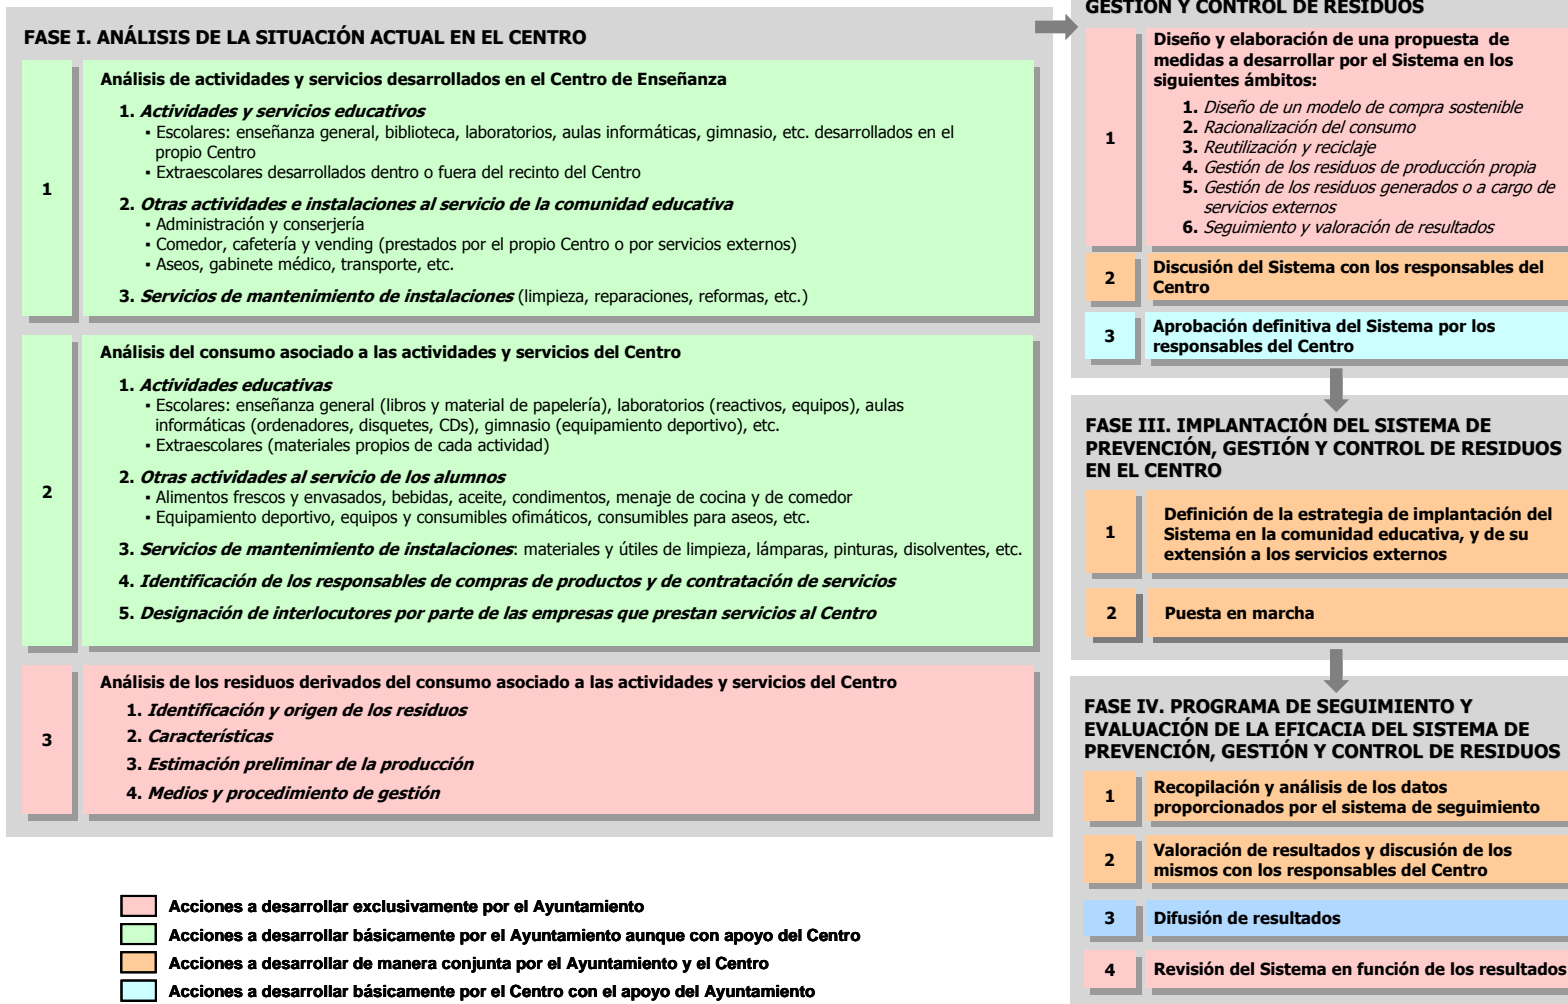 FASE I. ANÁLISIS DE LA SITUACIÓN ACTUAL EN EL CENTRO
1
Análisis de actividades y servicios desarrollados en el Centro de Enseñanza
1. Actividades y servicios educativos
▪ Escolares: enseñanza general, biblioteca, laboratorios, aulas informáticas, gimnasio, etc. desarrollados en el
propio Centro
▪ Extraescolares desarrollados dentro o fuera del recinto del Centro
2. Otras actividades e instalaciones al servicio de la comunidad educativa
▪ Administración y conserjería
▪ Comedor, cafetería y vending (prestados por el propio Centro o por servicios externos)
▪ Aseos, gabinete médico, transporte, etc.
3. Servicios de mantenimiento de instalaciones (limpieza, reparaciones, reformas, etc.)
2
Análisis del consumo asociado a las actividades y servicios del Centro
1. Actividades educativas
▪ Escolares: enseñanza general (libros y material de papelería), laboratorios (reactivos, equipos), aulas
informáticas (ordenadores, disquetes, CDs), gimnasio (equipamiento deportivo), etc.
▪ Extraescolares (materiales propios de cada actividad)
2. Otras actividades al servicio de los alumnos
▪ Alimentos frescos y envasados, bebidas, aceite, condimentos, menaje de cocina y de comedor
▪ Equipamiento deportivo, equipos y consumibles ofimáticos, consumibles para aseos, etc.
3. Servicios de mantenimiento de instalaciones: materiales y útiles de limpieza, lámparas, pinturas, disolventes, etc.
4. Identificación de los responsables de compras de productos y de contratación de servicios
5. Designación de interlocutores por parte de las empresas que prestan servicios al Centro
3
Análisis de los residuos derivados del consumo asociado a las actividades y servicios del Centro
1. Identificación y origen de los residuos
2. Características
3. Estimación preliminar de la producción
4. Medios y procedimiento de gestión
Acciones a desarrollar exclusivamente por el Ayuntamiento
Acciones a desarrollar básicamente por el Ayuntamiento aunque con apoyo del Centro
Acciones a desarrollar de manera conjunta por el Ayuntamiento y el Centro
Acciones a desarrollar básicamente por el Centro con el apoyo del Ayuntamiento
GESTIÓN Y CONTROL DE RESIDUOS
1
Diseño y elaboración de una propuesta de
medidas a desarrollar por el Sistema en los
siguientes ámbitos:
1. Diseño de un modelo de compra sostenible
2. Racionalización del consumo
3. Reutilización y reciclaje
4. Gestión de los residuos de producción propia
5. Gestión de los residuos generados o a cargo de
servicios externos
6. Seguimiento y valoración de resultados
2
Discusión del Sistema con los responsables del
Centro
3
Aprobación definitiva del Sistema por los
responsables del Centro
FASE III. IMPLANTACIÓN DEL SISTEMA DE
PREVENCIÓN, GESTIÓN Y CONTROL DE RESIDUOS
EN EL CENTRO
1
Definición de la estrategia de implantación del
Sistema en la comunidad educativa, y de su
extensión a los servicios externos
2
Puesta en marcha
FASE IV. PROGRAMA DE SEGUIMIENTO Y
EVALUACIÓN DE LA EFICACIA DEL SISTEMA DE
PREVENCIÓN, GESTIÓN Y CONTROL DE RESIDUOS
1
Recopilación y análisis de los datos
proporcionados por el sistema de seguimiento
2
Valoración de resultados y discusión de los
mismos con los responsables del Centro
3
Difusión de resultados
4
Revisión del Sistema en función de los resultados